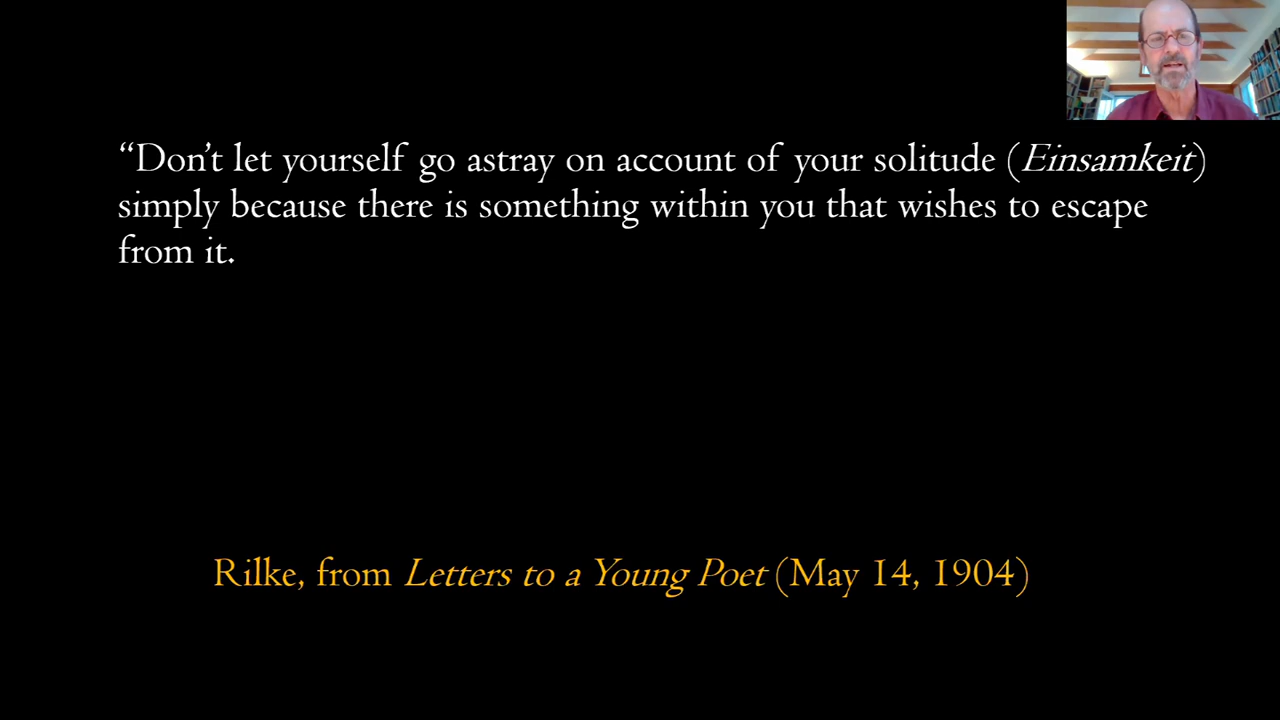 “Don’t let yourself go astray on account of your solitude (Einsamkeit)
simply because there is something within you that wishes to escape
from it.
Rilke, from Letters to a Young Poet (May 14, 1904)